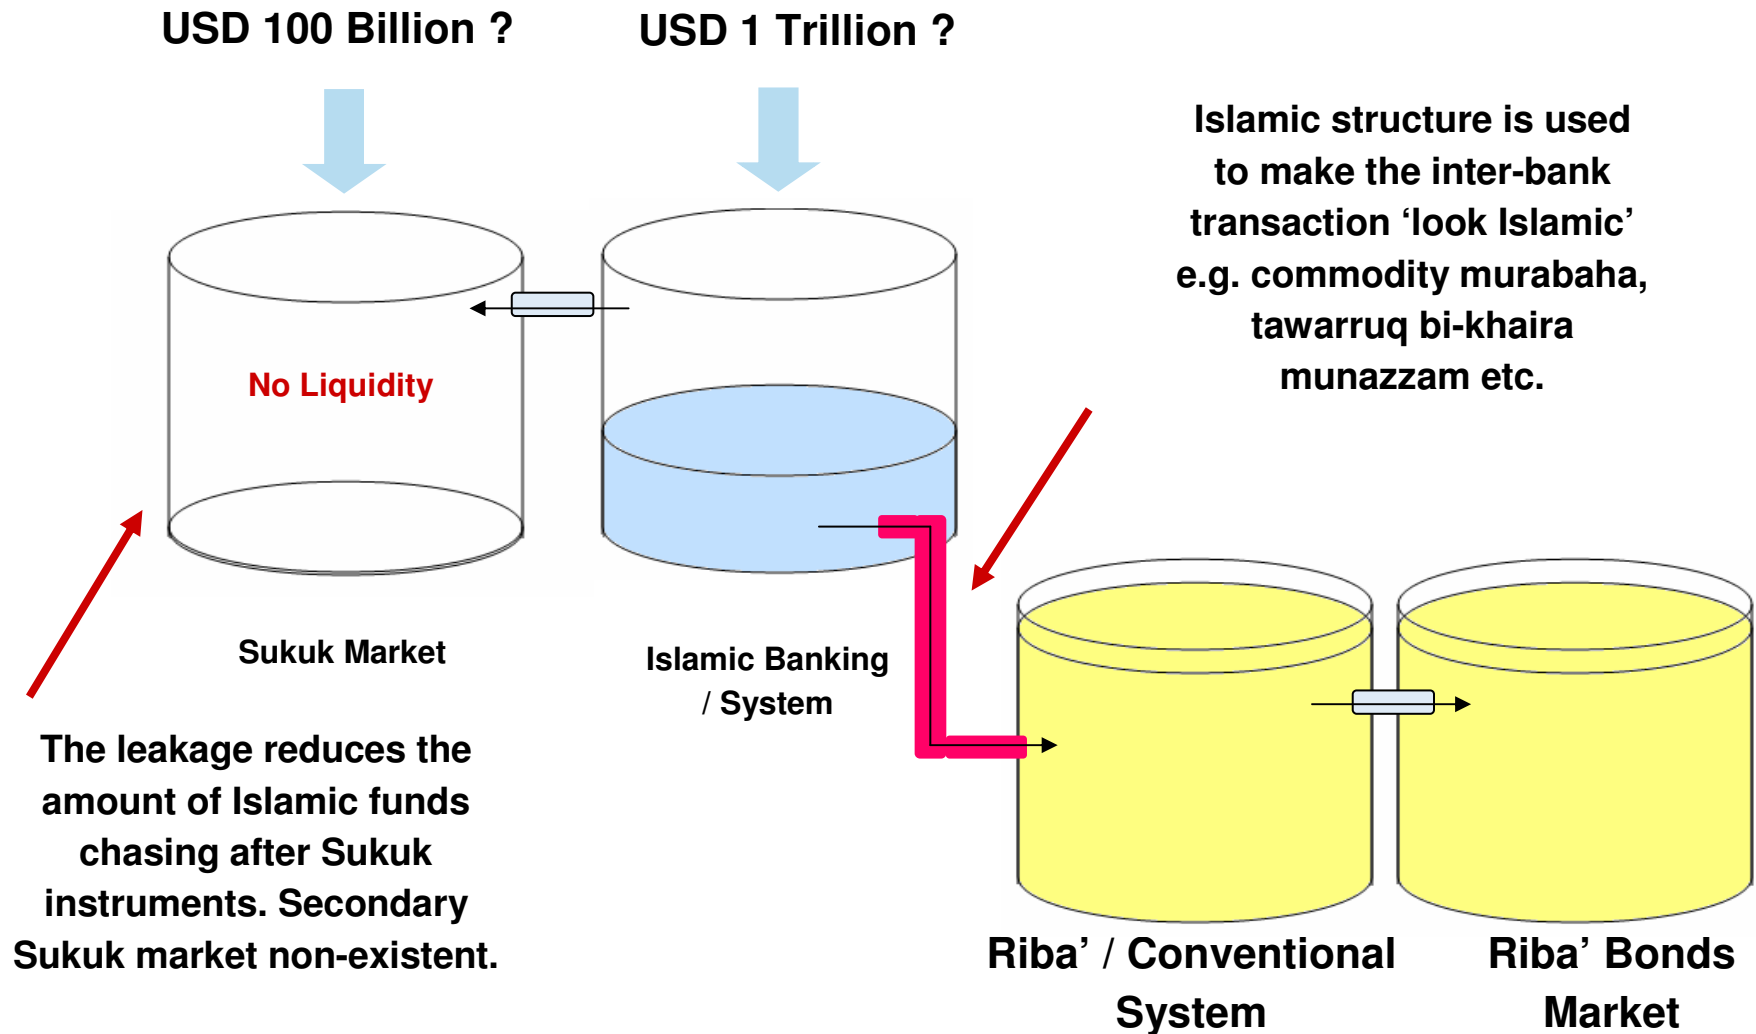 USD 100 Billion ?
USD 1 Trillion ?
Islamic structure is used
to make the inter-bank
transaction ‘look Islamic’
e.g. commodity murabaha,
tawarruq bi-khaira
munazzam etc.
No Liquidity
Sukuk Market
Islamic Banking
/ System
The leakage reduces the
amount of Islamic funds
chasing after Sukuk
instruments. Secondary
Sukuk market non-existent.
Riba’ / Conventional
System
Riba’ Bonds
Market